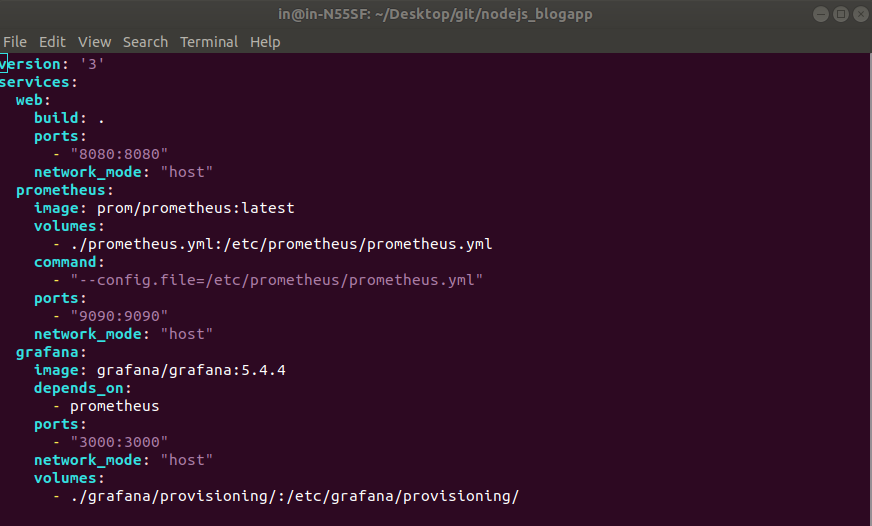 in@in-N55SF: ~/Desktop/git/nodejs_blogapp
File Edit View Search Terminal Help
version: '3'
services:
  web:
    build: .
    ports:
      - "8080:8080"
    network_mode: "host"
  prometheus:
    image: prom/prometheus:latest
    volumes:
      - ./prometheus.yml:/etc/prometheus/prometheus.yml
    command:
      - "--config.file=/etc/prometheus/prometheus.yml"
    ports:
      - "9090:9090"
    network_mode: "host"
  grafana:
    image: grafana/grafana:5.4.4
    depends_on:
      - prometheus
    ports:
      - "3000:3000"
    network_mode: "host"
    volumes:
      - ./grafana/provisioning/:/etc/grafana/provisioning/